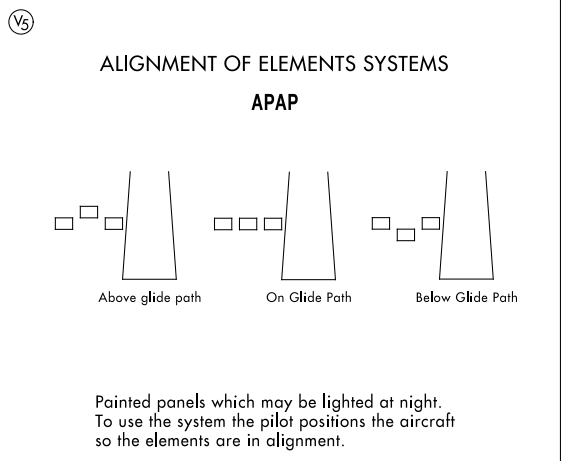 V5
ALIGNMENT OF ELEMENTS SYSTEMS
APAP
Above glide path
On Glide Path
Below Glide Path
Painted panels which may be lighted at night.
To use the system the pilot positions the aircraft
so the elements are in alignment.